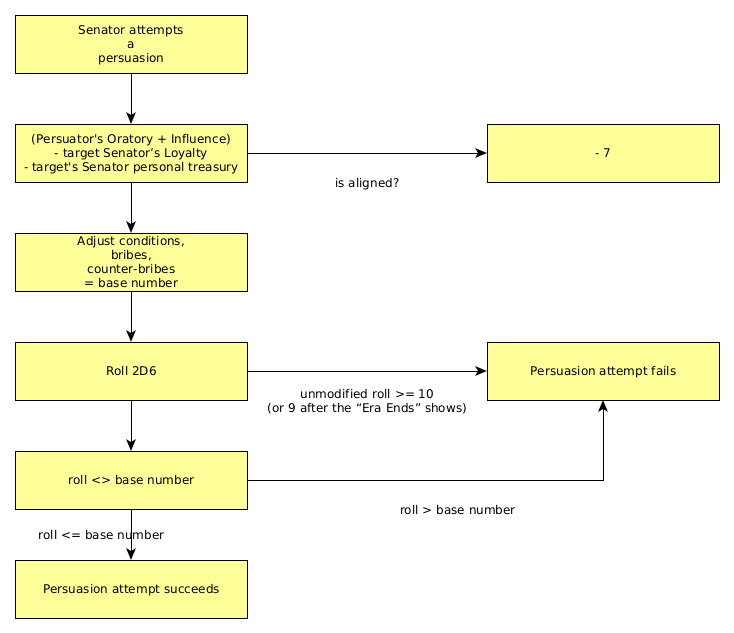 Senator attempts
a
persuasion
(Persuator's Oratory + Influence)
- target Senator’s Loyalty
- target's Senator personal treasury
is aligned?
- 7
Adjust conditions,
bribes,
counter-bribes
= base number
Roll 2D6
unmodified roll >= 10
(or 9 after the “Era Ends” shows)
Persuasion attempt fails
roll <> base number
roll > base number
roll <= base number
Persuasion attempt succeeds